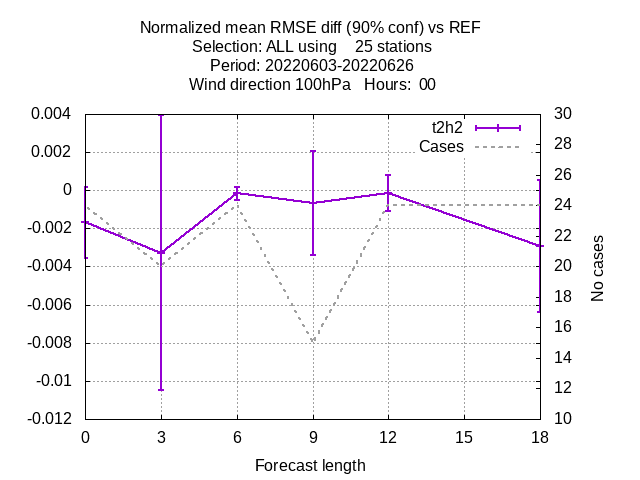 Normalized mean RMSE diff (90% conf) vs REF
Selection: ALL using    25 stations
Period: 20220603-20220626
Wind direction 100hPa   Hours:  00
t2h2
Cases
0.004
0.002
0
-0.002
-0.004
-0.006
-0.008
-0.01
-0.012
30
28
26
24
22
20
18
16
14
12
10
No cases
0 3 6 9 12 15 18
Forecast length